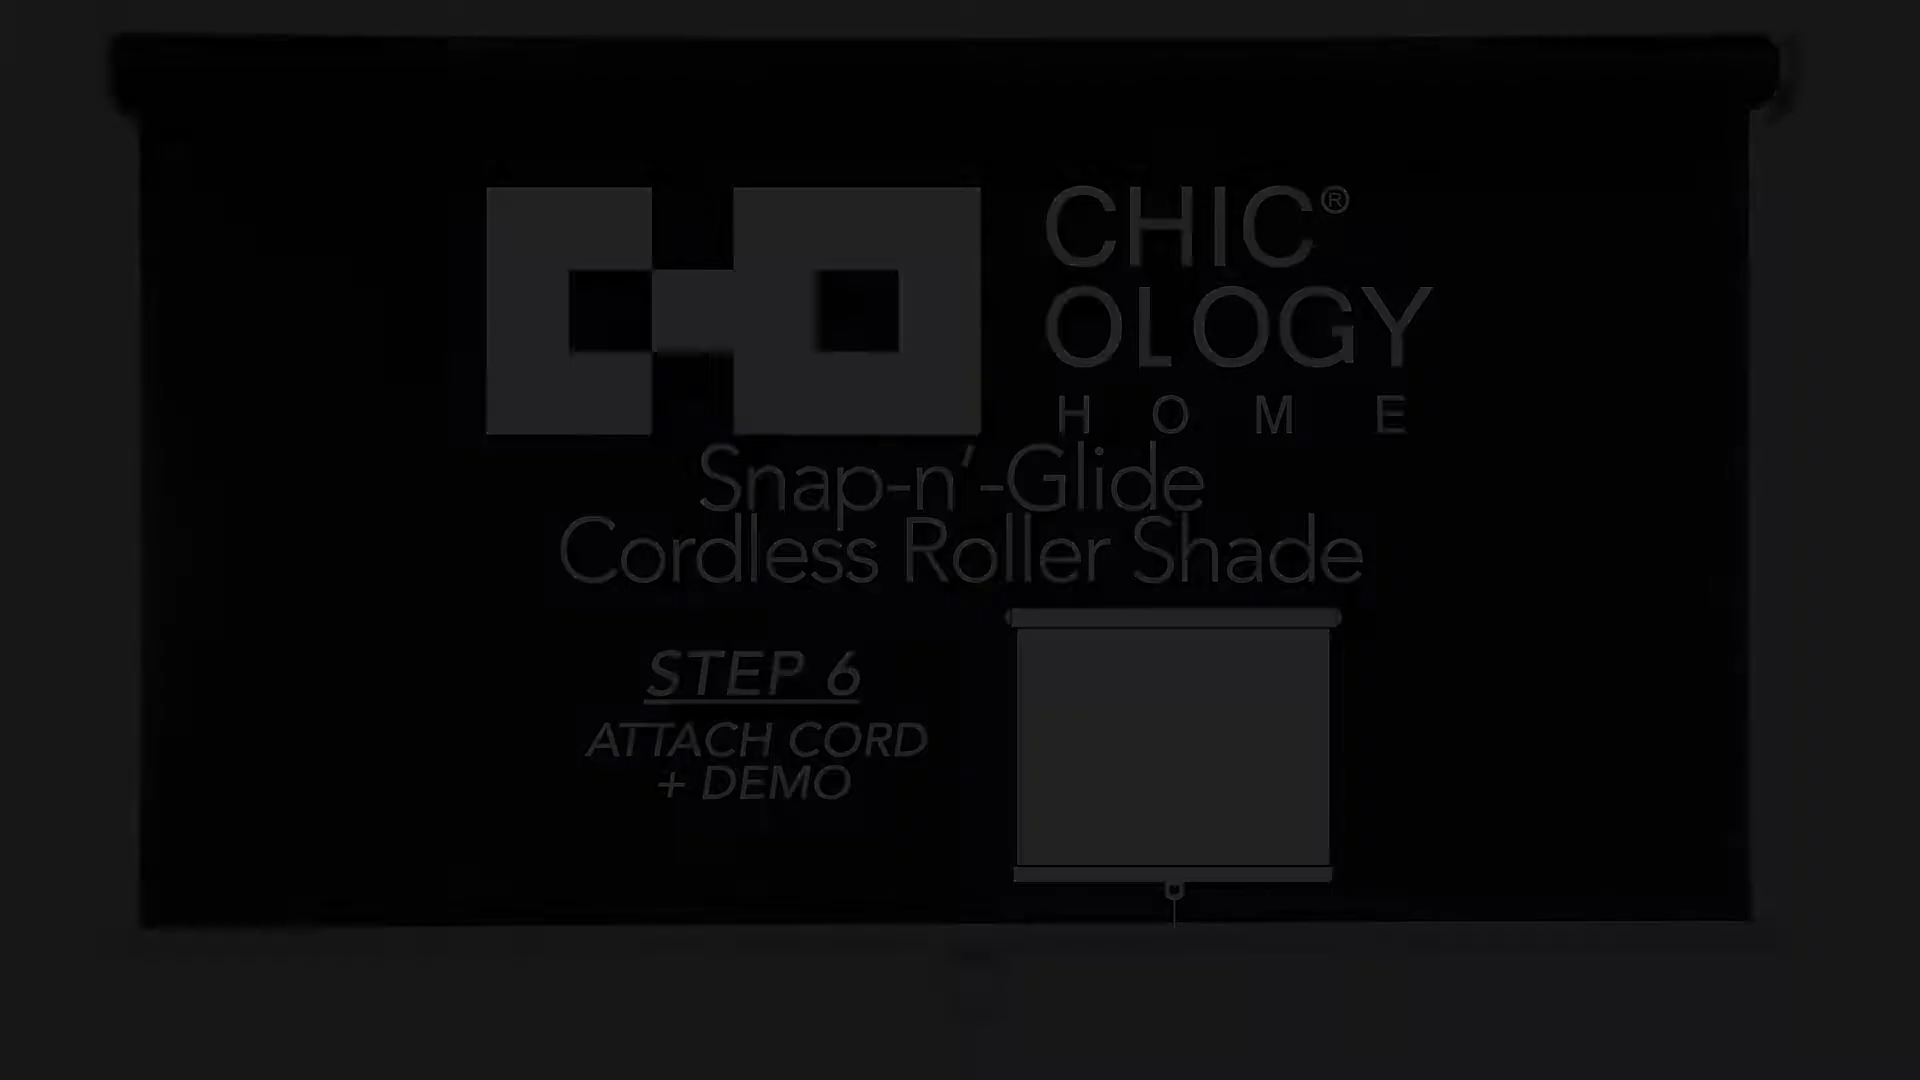 CHIC®
OLOGY
HOME
Snap-n'-Glide
Cordless Roller Shade
STEP 6
ATTACH CORD
+ DEMO